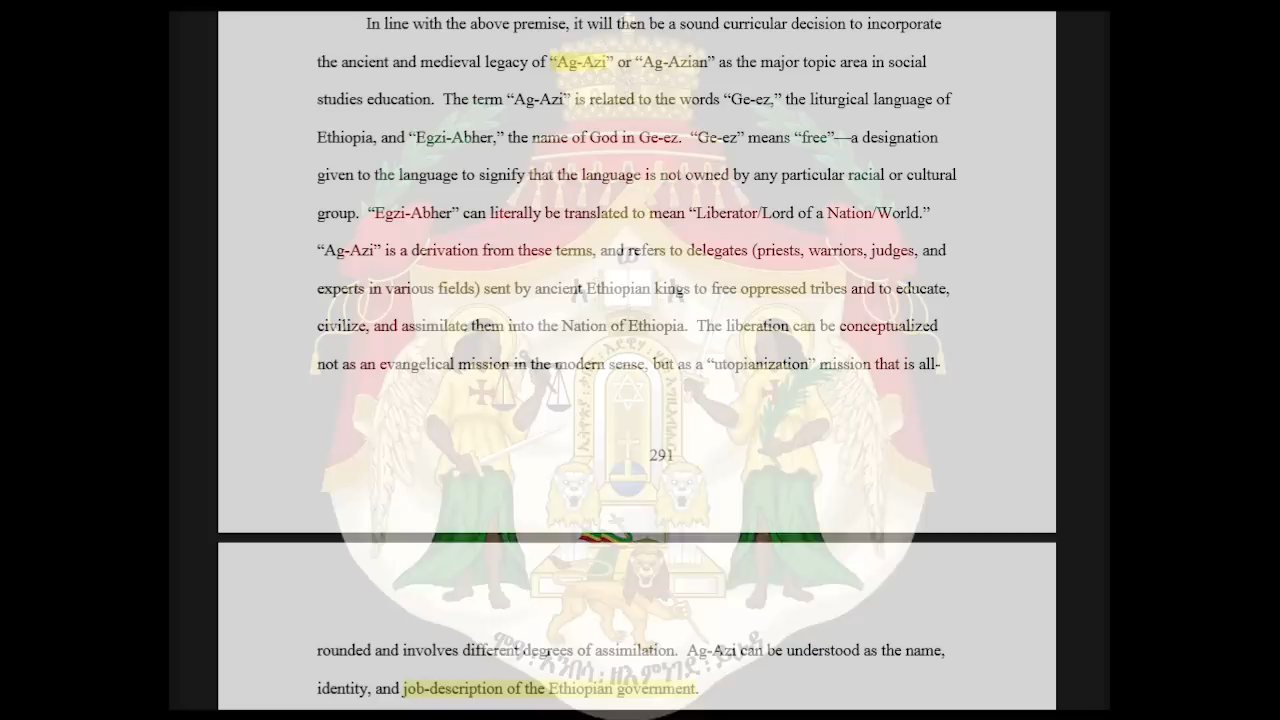 In line with the above premise, it will then be a sound curricular decision to incorporate
the ancient and medieval legacy of “Ag-Azi” or “Ag-Azian” as the major topic area in social
studies education.  The term “Ag-Azi” is related to the words “Ge-ez,” the liturgical language of
Ethiopia, and “Egzi-Abher,” the name of God in Ge-ez.  “Ge-ez” means “free”—a designation
given to the language to signify that the language is not owned by any particular racial or cultural
group.  “Egzi-Abher” can literally be translated to mean “Liberator/Lord of a Nation/World.”
“Ag-Azi” is a derivation from these terms, and refers to delegates (priests, warriors, judges, and
experts in various fields) sent by ancient Ethiopian kings to free oppressed tribes and to educate,
civilize, and assimilate them into the Nation of Ethiopia.  The liberation can be conceptualized
not as an evangelical mission in the modern sense, but as a “utopianization” mission that is all-
291
rounded and involves different degrees of assimilation.  Ag-Azi can be understood as the name,
identity, and job-description of the Ethiopian government.
ሞዓ፡ አንበሳ፡ ዘእምነገደ፡ ይሁዳ